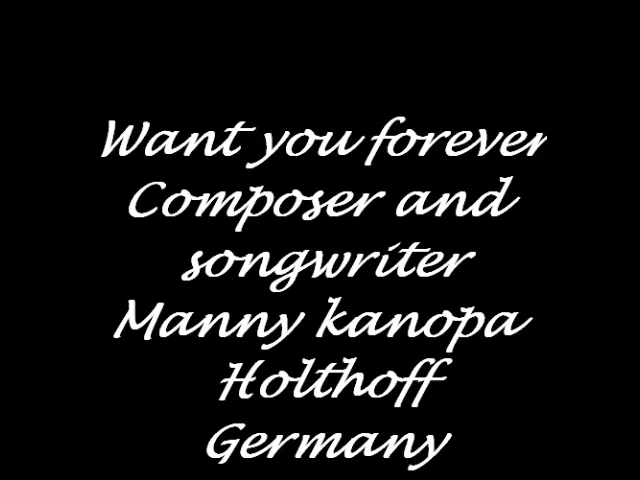 Want you forever
Composer and
songwriter
Manny kanopa
Holthoff
Germany